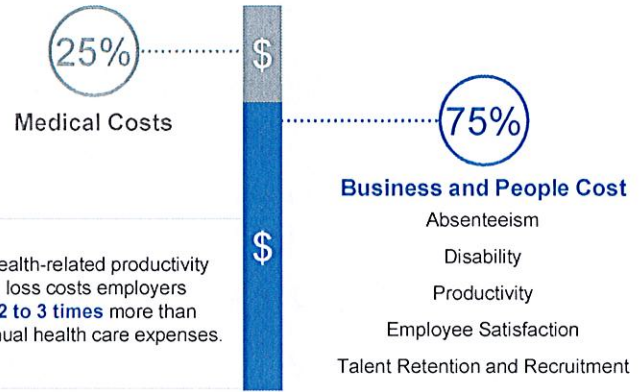 25%
$
Medical Costs
75%
Business and People Cost
Absenteeism
Disability
Productivity
Employee Satisfaction
Talent Retention and Recruitment
$
ealth-related productivity
loss costs employers
2 to 3 times more than
nual health care expenses.